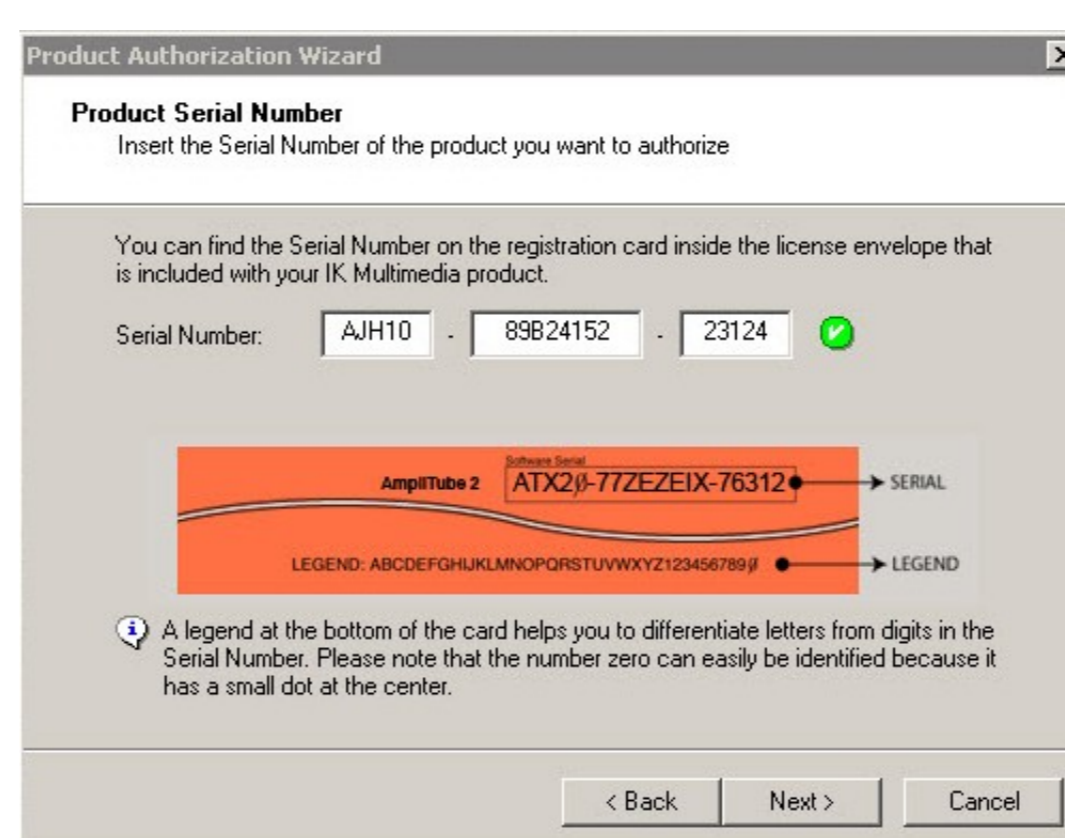 Product Authorization Wizard
Product Serial Number
Insert the Serial Number of the product you want to authorize
You can find the Serial Number on the registration card inside the license envelope that
is included with your IK Multimedia product.
Serial Number: AJH10 - 89B24152 - 23124
Software Serial
AmpliTube 2 ATX20-77ZEZEIX-76312 SERIAL
LEGEND: ABCDEFGHIJKLMNOPQRSTUVWXYZ1234567890 LEGEND
A legend at the bottom of the card helps you to differentiate letters from digits in the
Serial Number. Please note that the number zero can easily be identified because it
has a small dot at the center.
< Back Next > Cancel